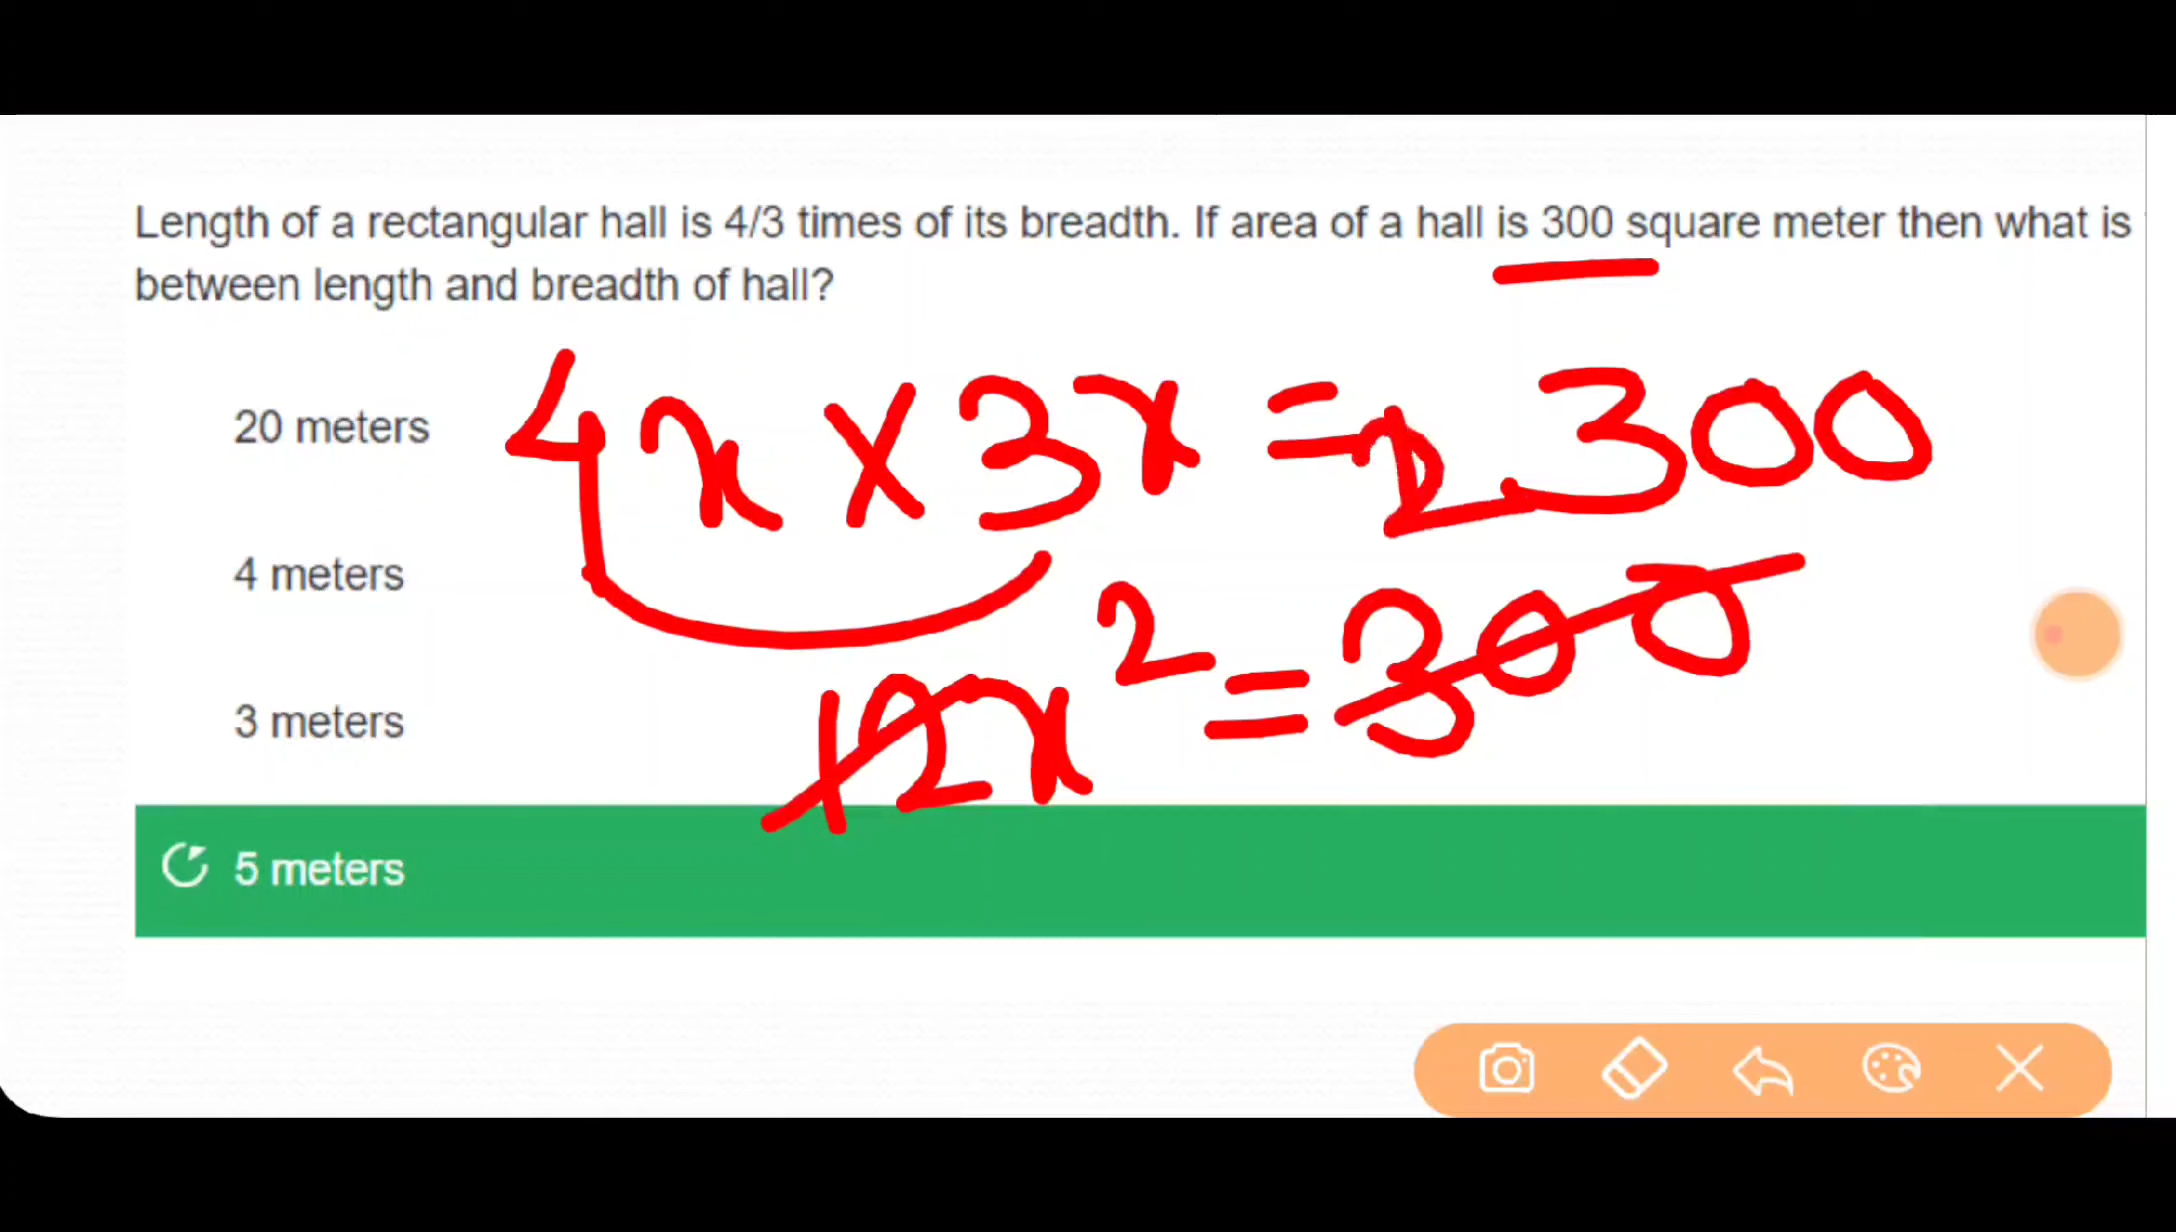 Length of a rectangular hall is 4/3 times of its breadth. If area of a hall is 300 square meter then what is
between length and breadth of hall?
20 meters
4x × 3x = 2 300
4 meters
12x² = 300
3 meters
5 meters